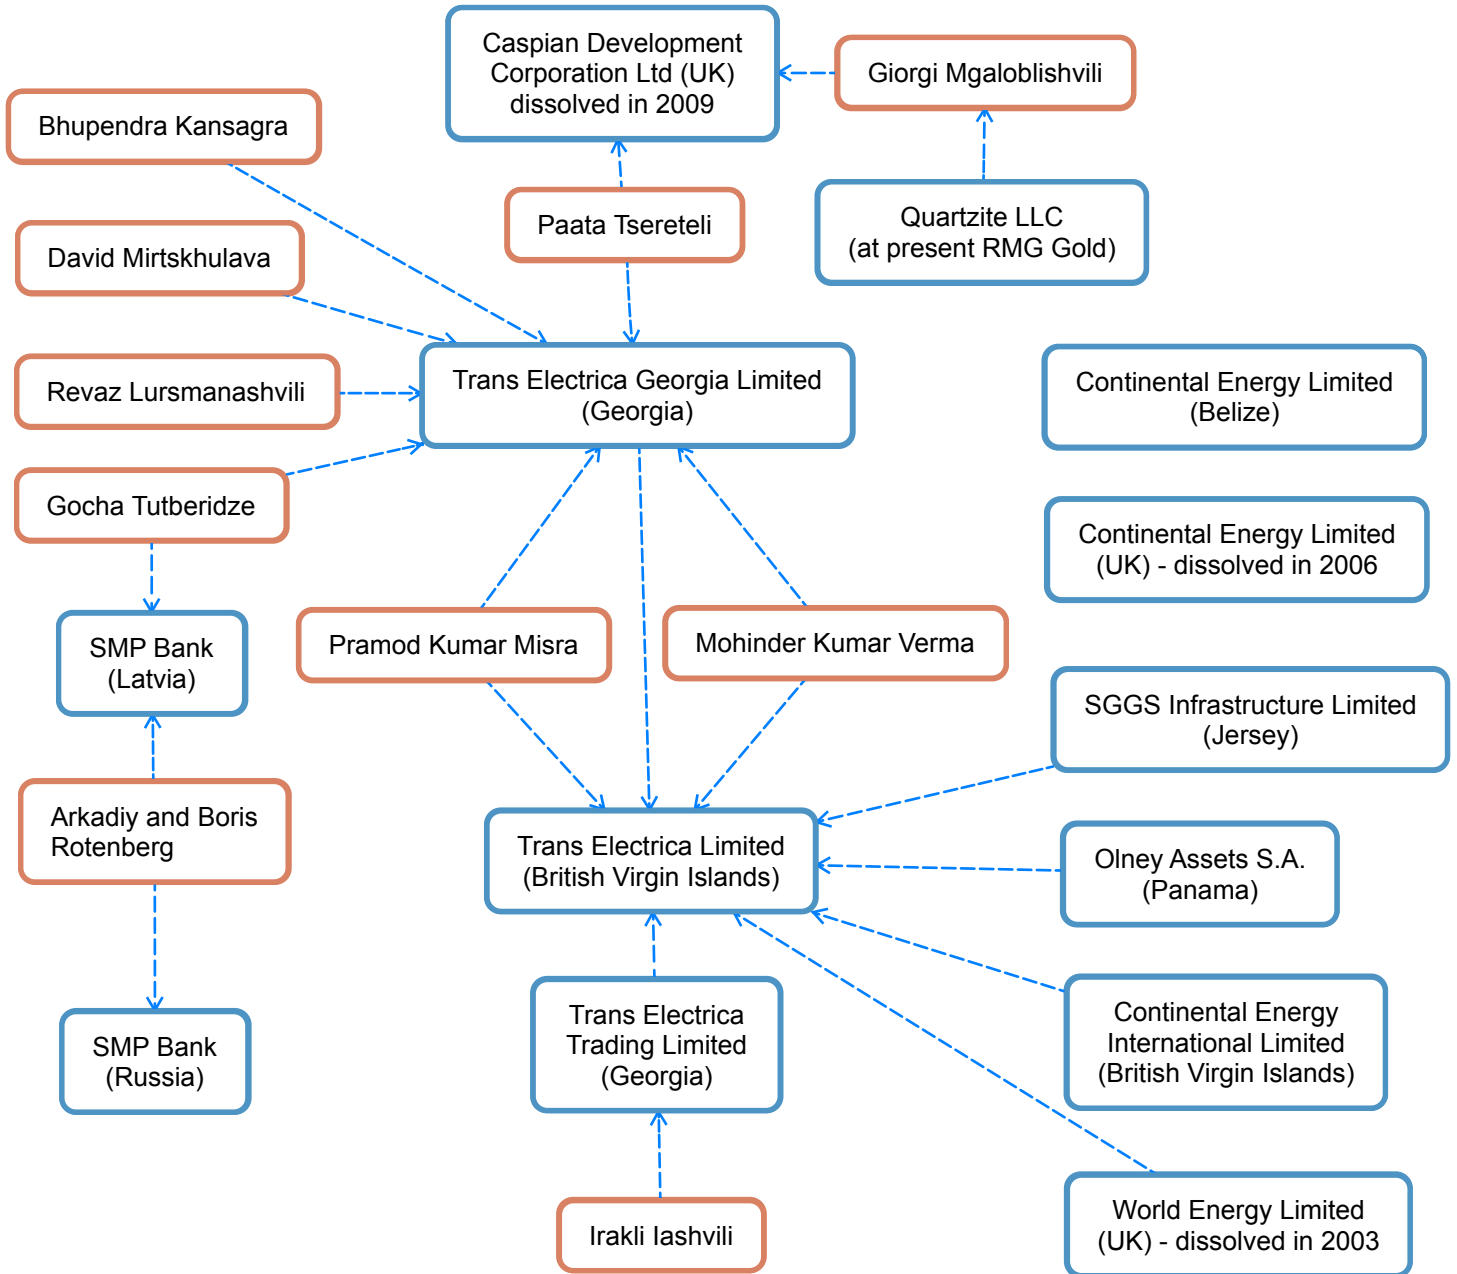 Caspian Development
Corporation Ltd (UK)
dissolved in 2009
Giorgi Mgaloblishvili
Bhupendra Kansagra
Paata Tsereteli
Quartzite LLC
(at present RMG Gold)
David Mirtskhulava
Revaz Lursmanashvili
Trans Electrica Georgia Limited
(Georgia)
Continental Energy Limited
(Belize)
Gocha Tutberidze
Continental Energy Limited
(UK) - dissolved in 2006
SMP Bank
(Latvia)
Pramod Kumar Misra
Mohinder Kumar Verma
SGGS Infrastructure Limited
(Jersey)
Arkadiy and Boris
Rotenberg
Trans Electrica Limited
(British Virgin Islands)
Olney Assets S.A.
(Panama)
SMP Bank
(Russia)
Trans Electrica
Trading Limited
(Georgia)
Continental Energy
International Limited
(British Virgin Islands)
Irakli Iashvili
World Energy Limited
(UK) - dissolved in 2003